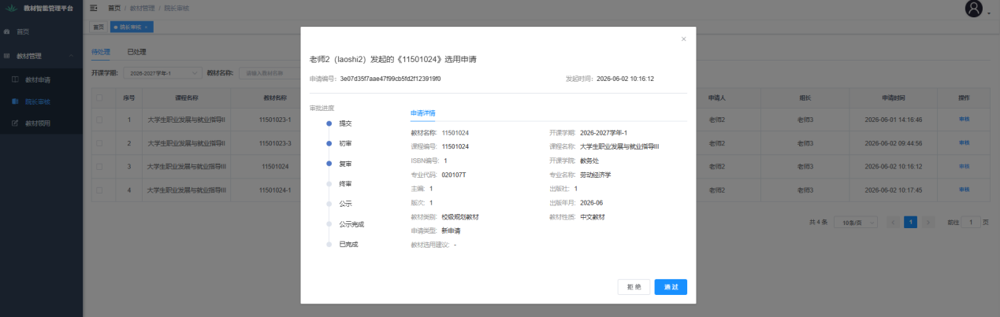 教材智能管理平台
首页 / 教材管理 / 院长审核
首页
院长审核 ×
首页
教材管理
教材申请
院长审核
教材领用
待处理 已处理
开课学期: 2026-2027学年-1 教材名称: 请输入教材名称
序号 课程名称 教材名称 申请人 组长 申请时间 操作
1 大学生职业发展与就业指导II 11501023-1 老师2 老师3 2026-06-01 14:16:46 审核
2 大学生职业发展与就业指导II 11501023-3 老师2 老师3 2026-06-02 09:44:56 审核
3 大学生职业发展与就业指导III 11501024 老师2 老师3 2026-06-02 10:16:12 审核
4 大学生职业发展与就业指导III 11501024-1 老师2 老师3 2026-06-02 10:17:45 审核
共 4 条 10条/页 1 前往 1 页
老师2（laoshi2）发起的《11501024》选用申请
申请编号: 3e07d35f7aae47f99cb5fd2f123919f0 发起时间: 2026-06-02 10:16:12
审批进度
提交
初审
复审
终审
公示
公示完成
已完成
申请详情
教材名称: 11501024 开课学期: 2026-2027学年-1
课程编号: 11501024 课程名称: 大学生职业发展与就业指导III
ISBN编号: 1 开课学院: 教务处
专业代码: 020107T 专业名称: 劳动经济学
主编: 1 出版社: 1
版次: 1 出版年月: 2026-06
教材类别: 校级规划教材 教材性质: 中文教材
申请类型: 新申请
教材选用建议: -
拒 绝 通 过